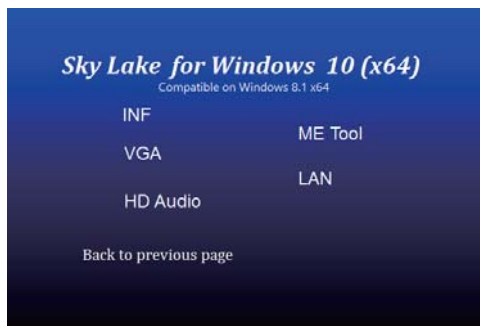 Sky Lake for Windows 10 (x64)
Compatible on Windows 8.1 x64
INF
ME Tool
VGA
LAN
HD Audio
Back to previous page